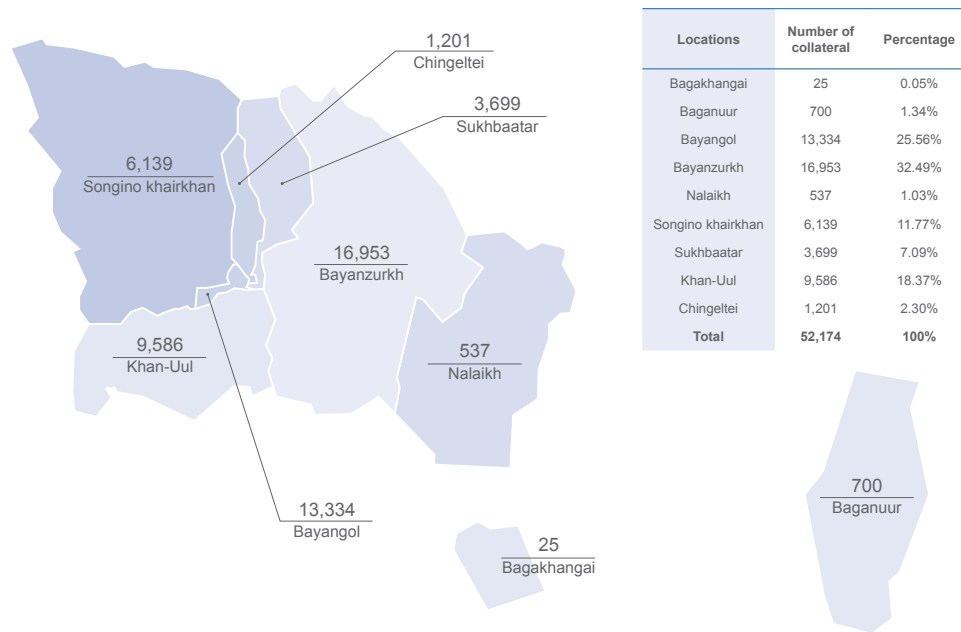 1,201
Chingeltei
3,699
Sukhbaatar
6,139
Songino khairkhan
16,953
Bayanzurkh
9,586
Khan-Uul
537
Nalaikh
13,334
Bayangol
25
Bagakhangai
700
Baganuur
Locations Number of collateral Percentage
Bagakhangai 25 0.05%
Baganuur 700 1.34%
Bayangol 13,334 25.56%
Bayanzurkh 16,953 32.49%
Nalaikh 537 1.03%
Songino khairkhan 6,139 11.77%
Sukhbaatar 3,699 7.09%
Khan-Uul 9,586 18.37%
Chingeltei 1,201 2.30%
Total 52,174 100%